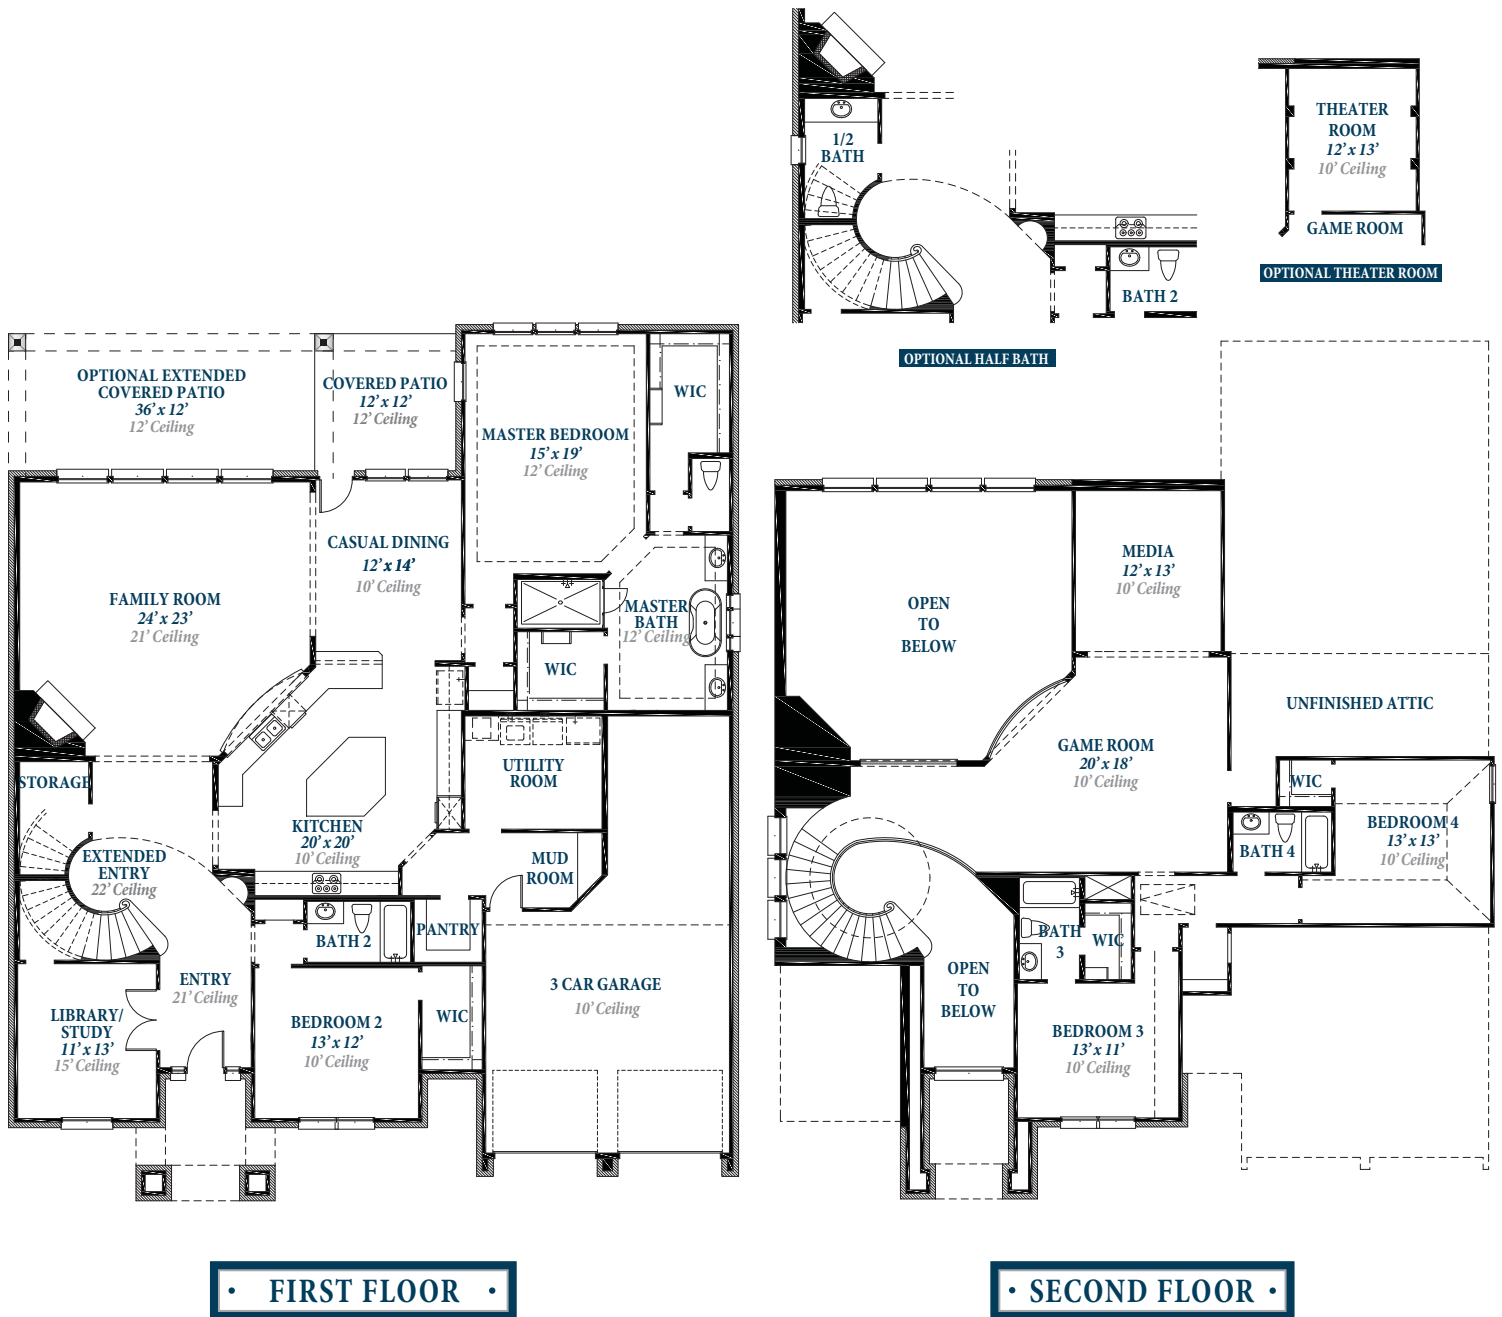 1/2
BATH
BATH 2
OPTIONAL HALF BATH
THEATER
ROOM
12' x 13'
10' Ceiling
GAME ROOM
OPTIONAL THEATER ROOM
OPTIONAL EXTENDED
COVERED PATIO
36' x 12'
12' Ceiling
COVERED PATIO
12' x 12'
12' Ceiling
MASTER BEDROOM
15' x 19'
12' Ceiling
WIC
CASUAL DINING
12' x 14'
10' Ceiling
FAMILY ROOM
24' x 23'
21' Ceiling
MASTER
BATH
12' Ceiling
WIC
STORAGE
UTILITY
ROOM
KITCHEN
20' x 20'
10' Ceiling
EXTENDED
ENTRY
22' Ceiling
MUD
ROOM
BATH 2
PANTRY
ENTRY
21' Ceiling
3 CAR GARAGE
10' Ceiling
LIBRARY/
STUDY
11' x 13'
15' Ceiling
BEDROOM 2
13' x 12'
10' Ceiling
WIC
FIRST FLOOR
OPEN
TO
BELOW
MEDIA
12' x 13'
10' Ceiling
UNFINISHED ATTIC
GAME ROOM
20' x 18'
10' Ceiling
WIC
BEDROOM 4
13' x 13'
10' Ceiling
BATH 4
BATH
3
WIC
OPEN
TO
BELOW
BEDROOM 3
13' x 11'
10' Ceiling
SECOND FLOOR